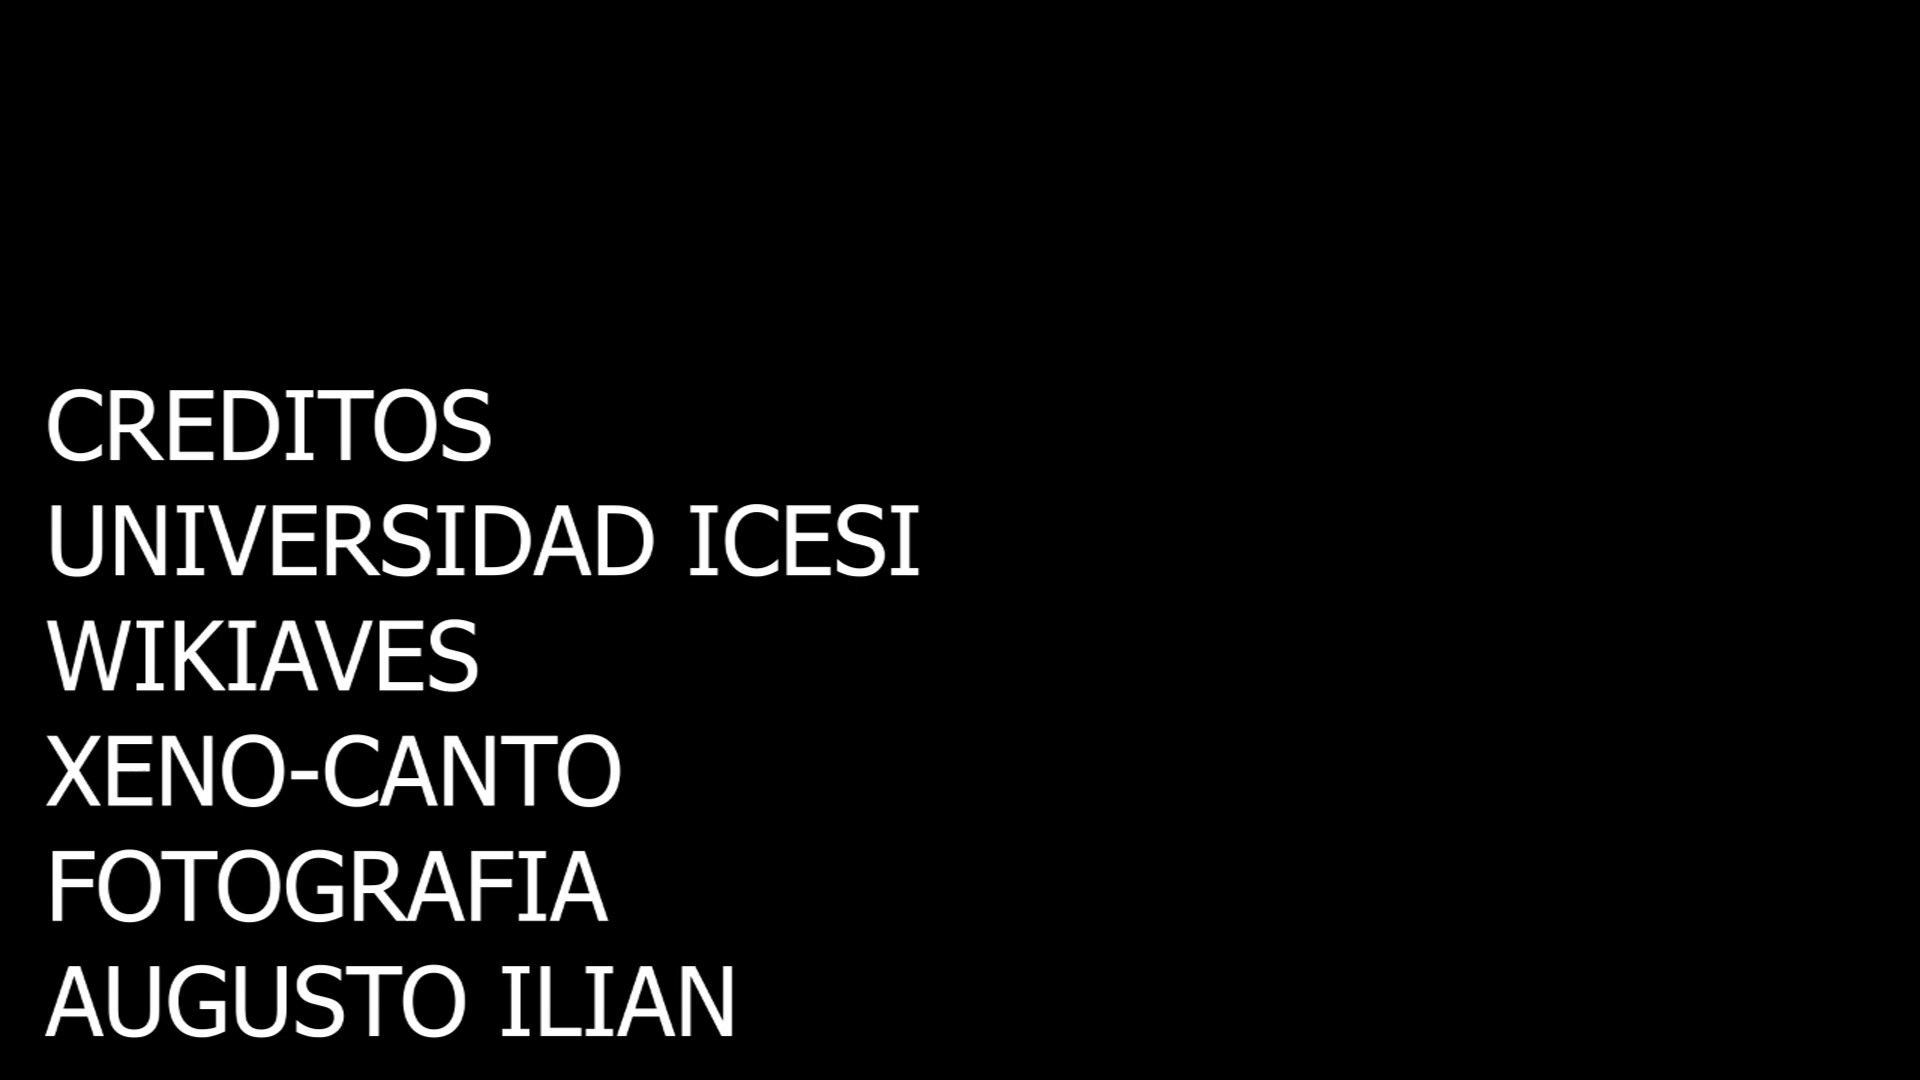 CREDITOS
UNIVERSIDAD ICESI
WIKIAVES
XENO-CANTO
FOTOGRAFIA
AUGUSTO ILIAN